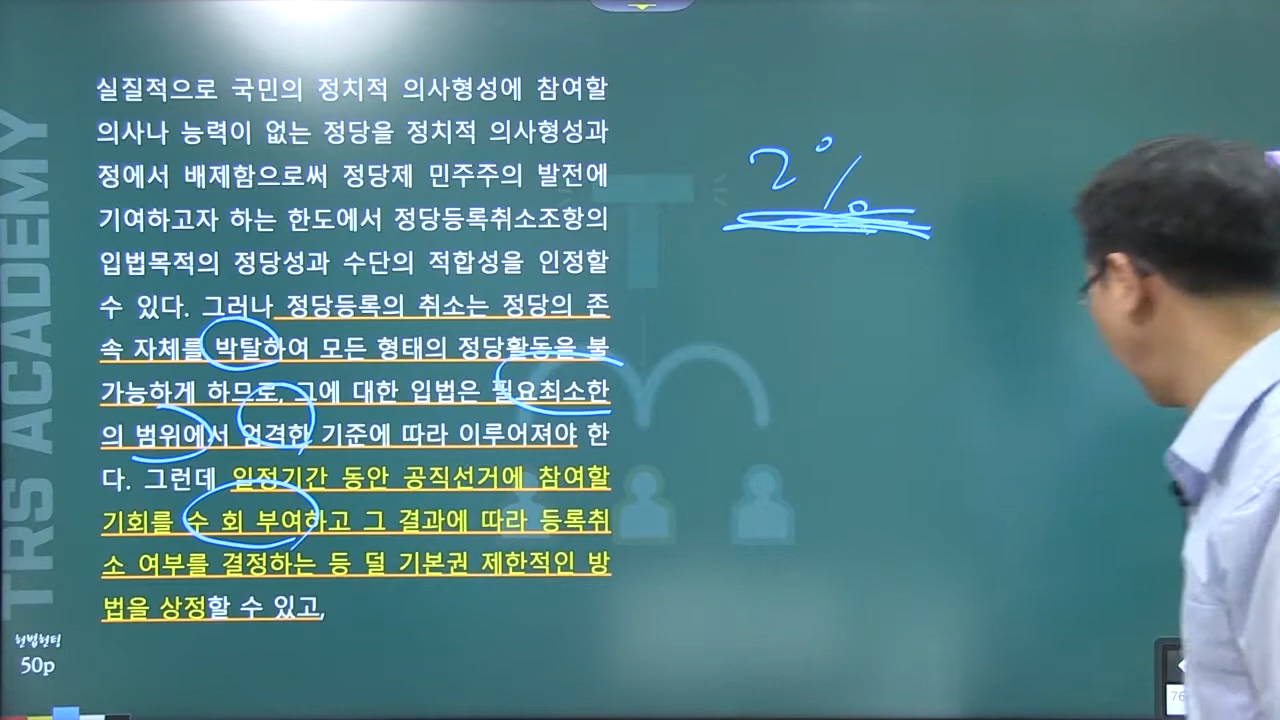 실질적으로 국민의 정치적 의사형성에 참여할
의사나 능력이 없는 정당을 정치적 의사형성과
정에서 배제함으로써 정당제 민주주의 발전에
기여하고자 하는 한도에서 정당등록취소조항의
입법목적의 정당성과 수단의 적합성을 인정할
수 있다. 그러나 정당등록의 취소는 정당의 존
속 자체를 박탈하여 모든 형태의 정당활동을 불
가능하게 하므로, 그에 대한 입법은 필요최소한
의 범위에서 엄격한 기준에 따라 이루어져야 한
다. 그런데 일정기간 동안 공직선거에 참여할
기회를 수 회 부여하고 그 결과에 따라 등록취
소 여부를 결정하는 등 덜 기본권 제한적인 방
법을 상정할 수 있고,
2%
TRS ACADEMY
헌법헌팅
50p
76